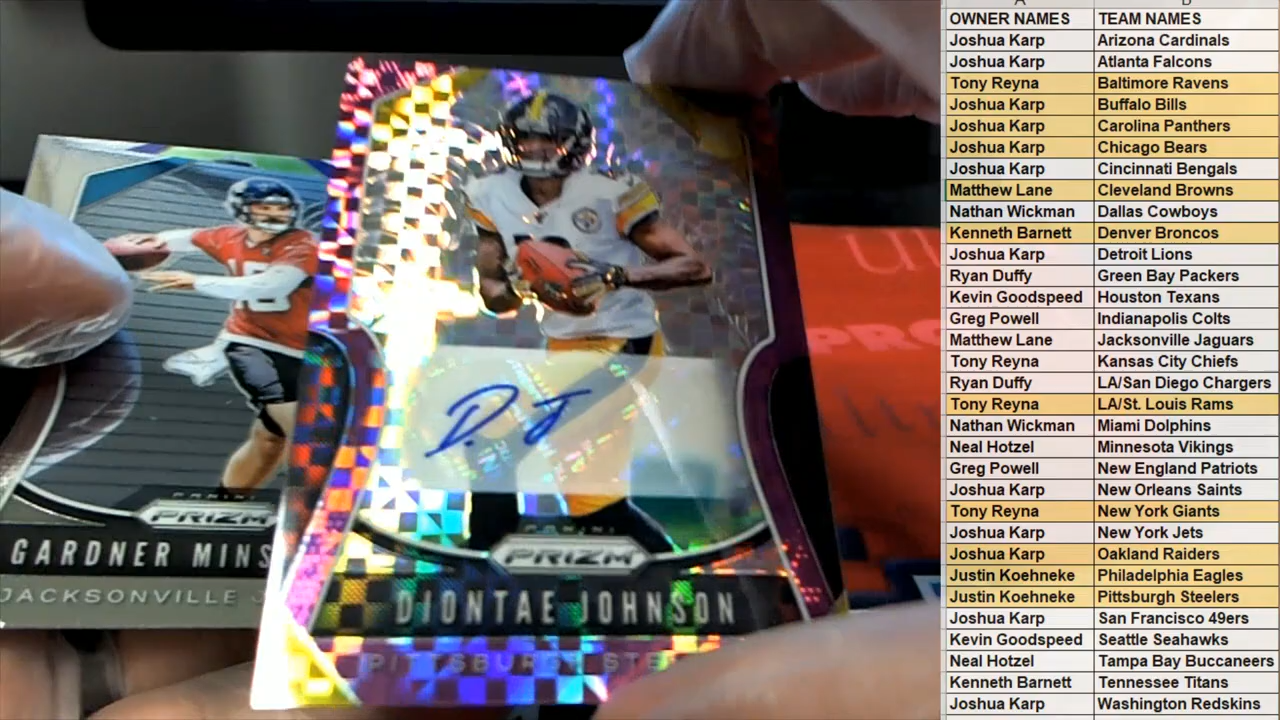 A B
OWNER NAMES TEAM NAMES
Joshua Karp Arizona Cardinals
Joshua Karp Atlanta Falcons
Tony Reyna Baltimore Ravens
Joshua Karp Buffalo Bills
Joshua Karp Carolina Panthers
Joshua Karp Chicago Bears
Joshua Karp Cincinnati Bengals
Matthew Lane Cleveland Browns
Nathan Wickman Dallas Cowboys
Kenneth Barnett Denver Broncos
Joshua Karp Detroit Lions
Ryan Duffy Green Bay Packers
Kevin Goodspeed Houston Texans
Greg Powell Indianapolis Colts
Matthew Lane Jacksonville Jaguars
Tony Reyna Kansas City Chiefs
Ryan Duffy LA/San Diego Chargers
Tony Reyna LA/St. Louis Rams
Nathan Wickman Miami Dolphins
Neal Hotzel Minnesota Vikings
Greg Powell New England Patriots
Joshua Karp New Orleans Saints
Tony Reyna New York Giants
Joshua Karp New York Jets
Joshua Karp Oakland Raiders
Justin Koehneke Philadelphia Eagles
Justin Koehneke Pittsburgh Steelers
Joshua Karp San Francisco 49ers
Kevin Goodspeed Seattle Seahawks
Neal Hotzel Tampa Bay Buccaneers
Kenneth Barnett Tennessee Titans
Joshua Karp Washington Redskins
D J
PANINI
PRIZM
DIONTAE JOHNSON
PITTSBURGH STE
PANINI
PRIZM
GARDNER MINS
JACKSONVILLE J